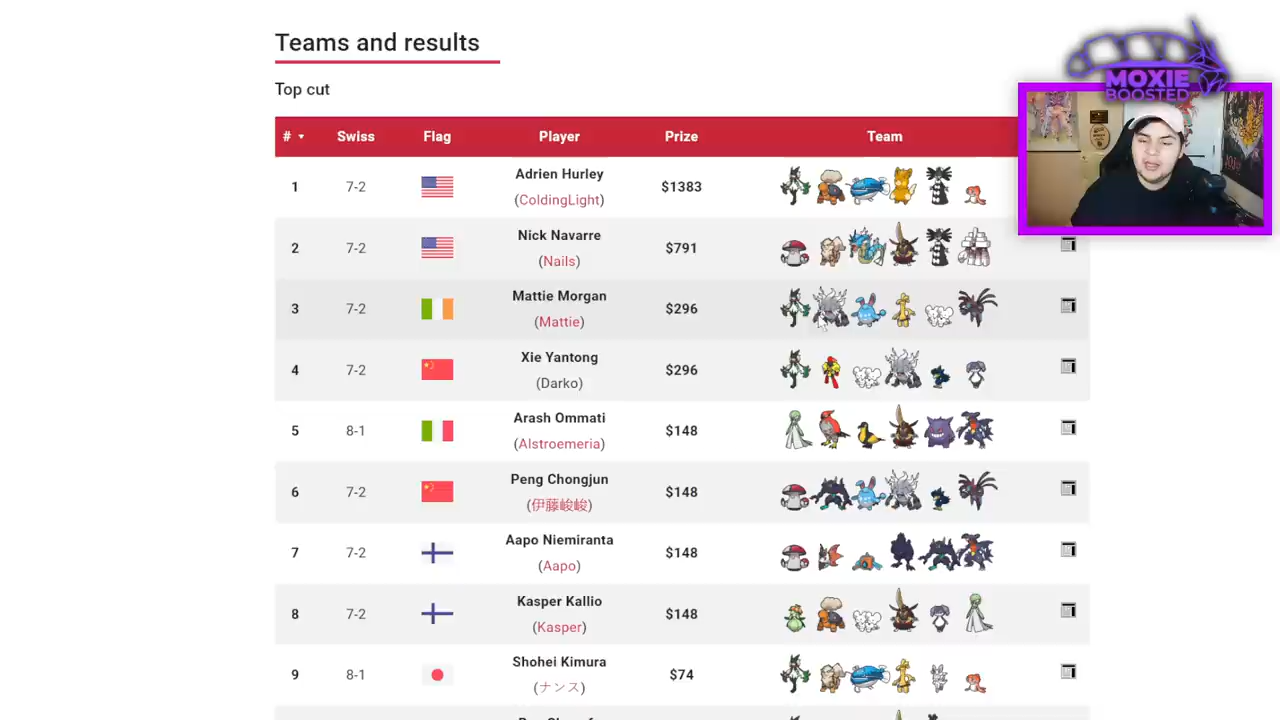 Teams and results
Top cut
# Swiss Flag Player Prize Team
1 7-2 Adrien Hurley $1383
(ColdingLight)
2 7-2 Nick Navarre $791
(Nails)
3 7-2 Mattie Morgan $296
(Mattie)
4 7-2 Xie Yantong $296
(Darko)
5 8-1 Arash Ommati $148
(Alstroemeria)
6 7-2 Peng Chongjun $148
(伊藤峻峻)
7 7-2 Aapo Niemiranta $148
(Aapo)
8 7-2 Kasper Kallio $148
(Kasper)
9 8-1 Shohei Kimura $74
(ナンス)
MOXIE
BOOSTED